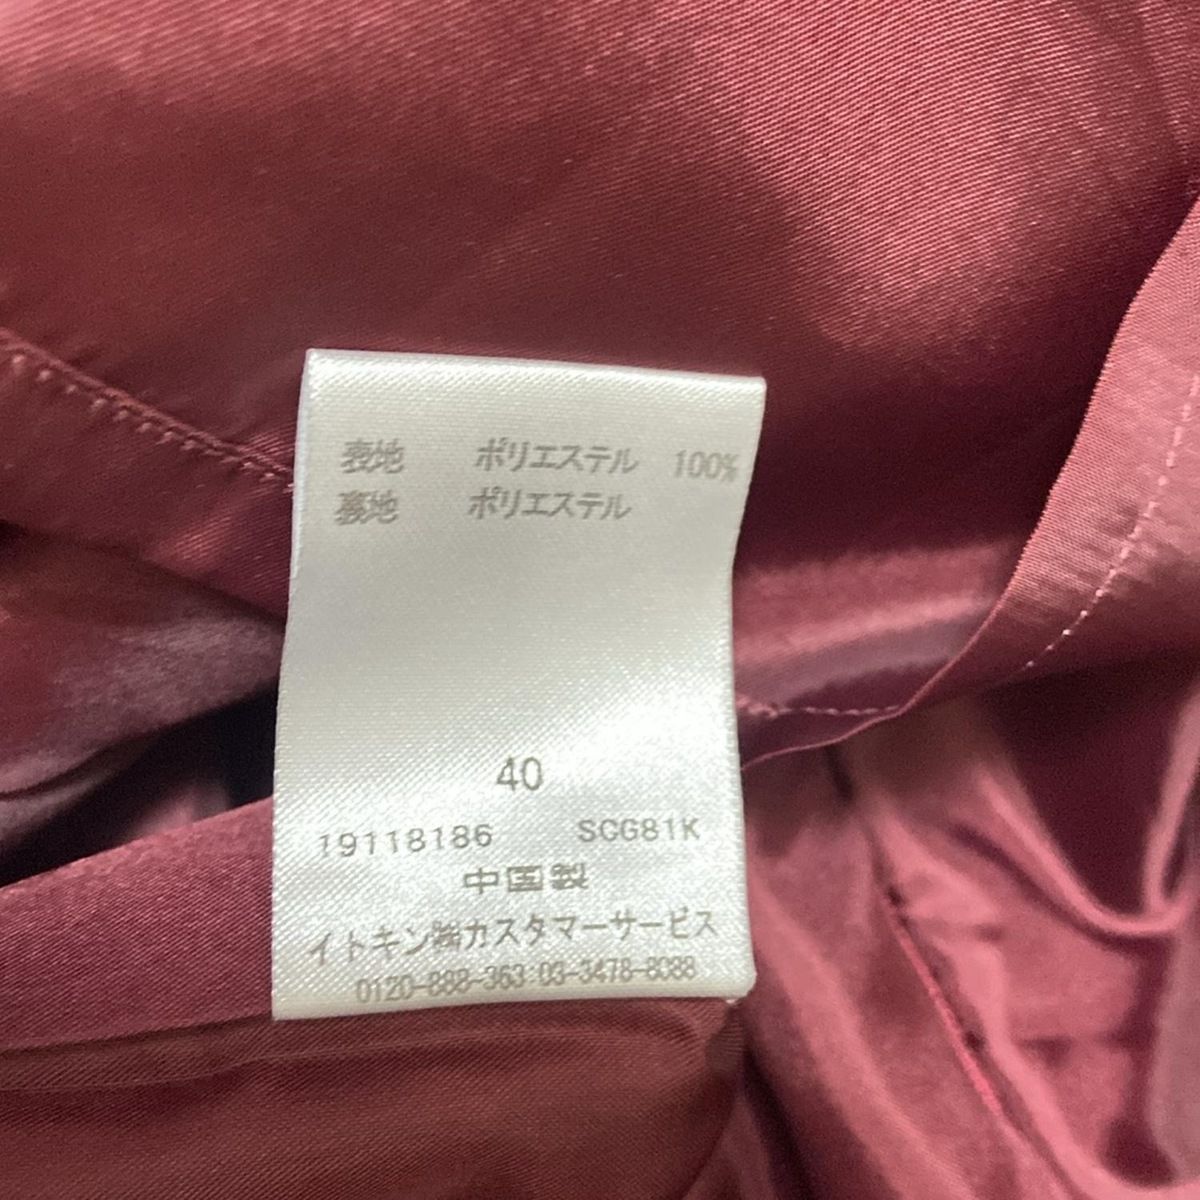 表地 ポリエステル 100%
裏地 ポリエステル
40
19118186 SCG81K
中国製
イトキン㈱カスタマーサービス
0120-888-363:03-3478-8088